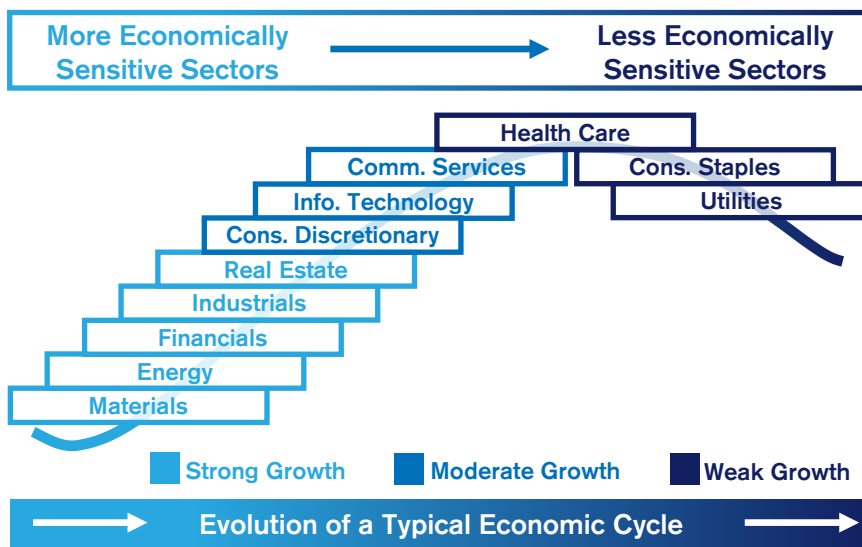 More Economically
Sensitive Sectors
Less Economically
Sensitive Sectors
Health Care
Comm. Services
Cons. Staples
Info. Technology
Utilities
Cons. Discretionary
Real Estate
Industrials
Financials
Energy
Materials
Strong Growth
Moderate Growth
Weak Growth
Evolution of a Typical Economic Cycle